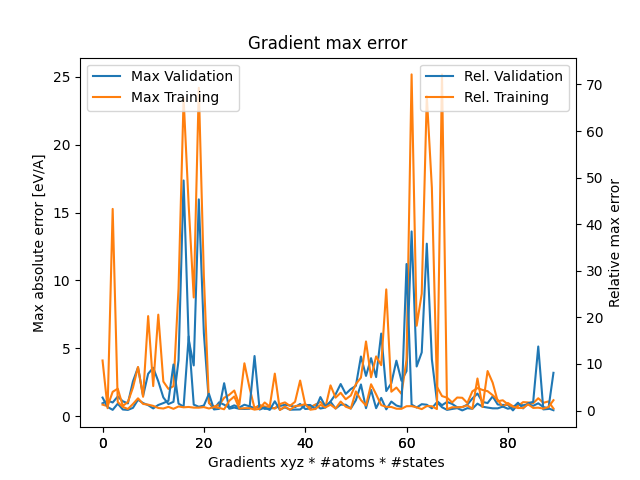 Gradient max error
Max Validation
Max Training
Rel. Validation
Rel. Training
Max absolute error [eV/A]
25
20
15
10
5
0
70
60
50
40
30
20
10
0
Relative max error
0 20 40 60 80
Gradients xyz * #atoms * #states